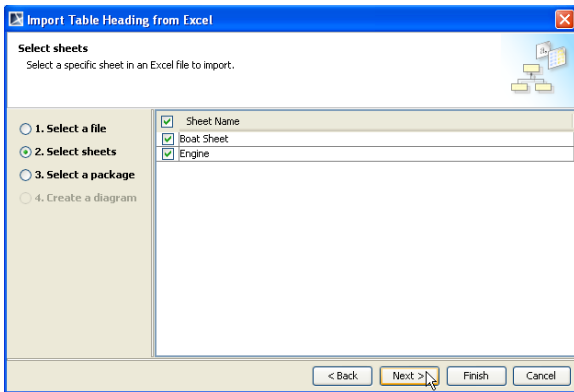 Import Table Heading from Excel
Select sheets
Select a specific sheet in an Excel file to import.
1. Select a file
2. Select sheets
3. Select a package
4. Create a diagram
Sheet Name
Boat Sheet
Engine
< Back
Next >
Finish
Cancel